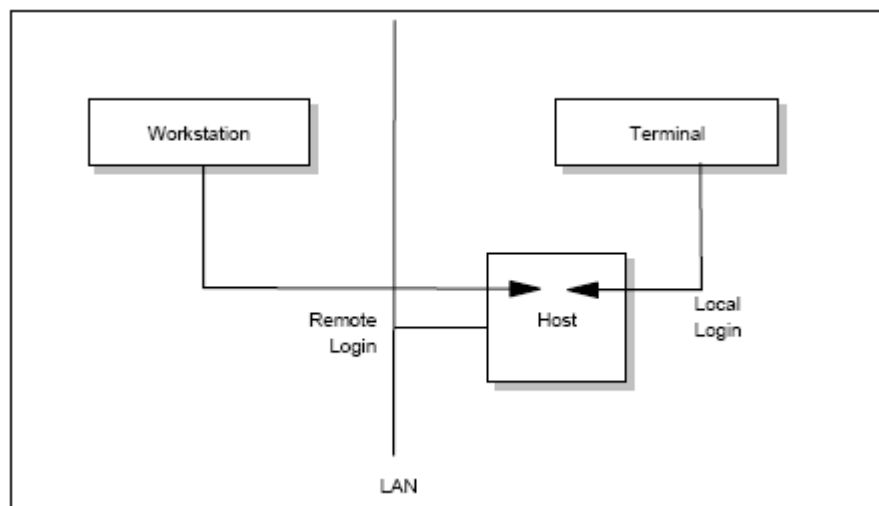 Workstation
Terminal
Remote
Login
Host
Local
Login
LAN